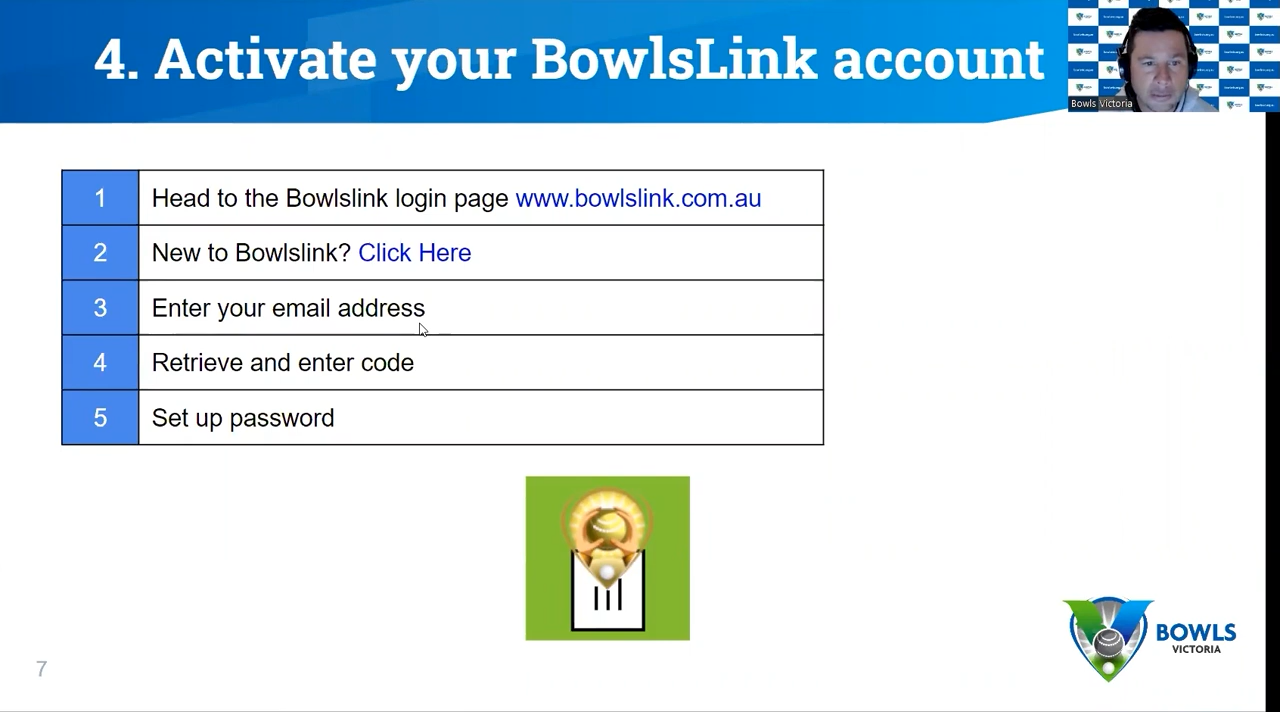 4. Activate your BowlsLink account
Bowls Victoria
1 Head to the Bowlslink login page www.bowlslink.com.au
2 New to Bowlslink? Click Here
3 Enter your email address
4 Retrieve and enter code
5 Set up password
BOWLS
VICTORIA
7